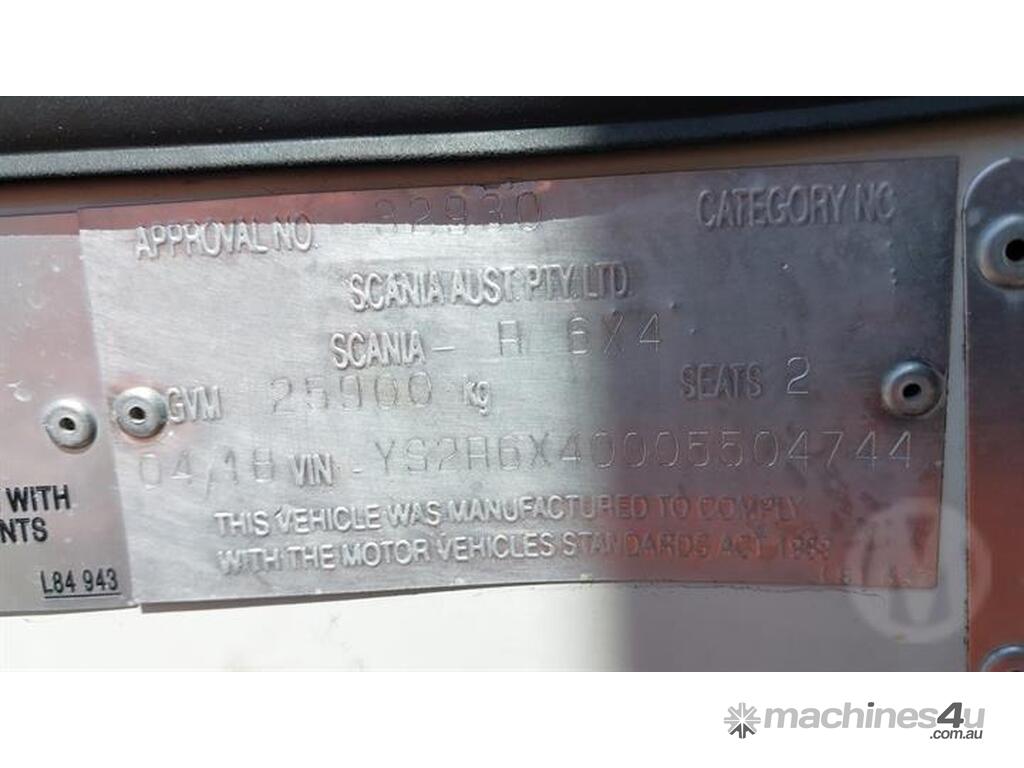 APPROVAL NO. 32930 CATEGORY NO
SCANIA AUST. PTY. LTD.
SCANIA - R 6X4
GVM 25900 kg SEATS 2
04/18 VIN - YS2R6X40005504744
THIS VEHICLE WAS MANUFACTURED TO COMPLY
WITH THE MOTOR VEHICLES STANDARDS ACT 1989
WITH
NTS
L84 943
machines4u
.com.au